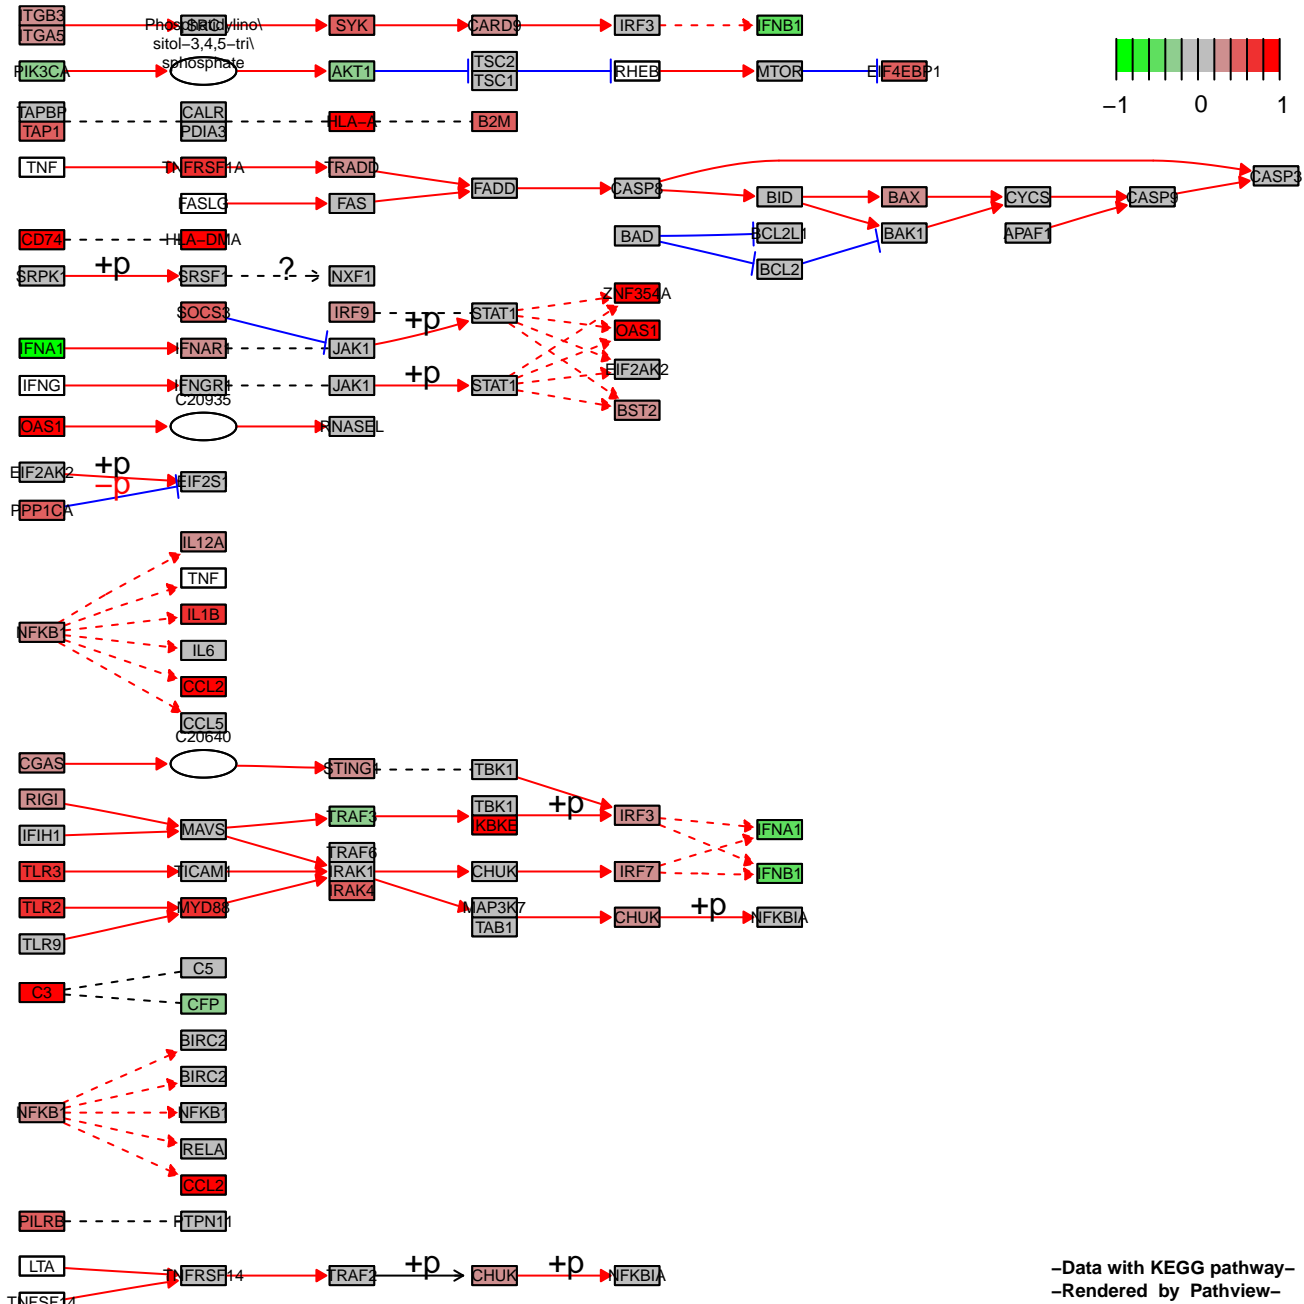 ITGB3
ITGA5
SRC
Phosphatidylino\
sitol−3,4,5−tri\
sphosphate
SYK
CARD9
IRF3
IFNB1
PIK3CA
AKT1
TSC2
TSC1
RHEB
MTOR
EIF4EBP1
−1
0
1
TAPBP
TAP1
CALR
PDIA3
HLA−A
B2M
TNF
TNFRSF1A
TRADD
FADD
CASP8
CASP3
FASLG
FAS
BID
BAX
CYCS
CASP9
CD74
HLA−DMA
BAD
BCL2L1
BAK1
APAF1
BCL2
SRPK1
+p
SRSF1
?
NXF1
SOCS3
IRF9
STAT1
ZNF354A
OAS1
IFNA1
IFNAR1
JAK1
+p
EIF2AK2
IFNG
IFNGR1
JAK1
+p
STAT1
BST2
C20935
OAS1
RNASEL
EIF2AK2
+p
−p
EIF2S1
PPP1CA
IL12A
TNF
IL1B
NFKB1
IL6
CCL2
CCL5
C20640
CGAS
STING1
TBK1
RIGI
IFIH1
MAVS
TRAF3
TBK1
IKBKE
+p
IRF3
IFNA1
TRAF6
IRAK1
IRAK4
TLR3
TICAM1
CHUK
IRF7
IFNB1
TLR2
MYD88
MAP3K7
TAB1
CHUK
+p
NFKBIA
TLR9
C5
C3
CFP
BIRC2
BIRC2
NFKB1
NFKB1
RELA
CCL2
PILRB
PTPN11
LTA
TNFRSF14
TRAF2
+p
CHUK
+p
NFKBIA
TNFSF14
−Data with KEGG pathway−
−Rendered by Pathview−